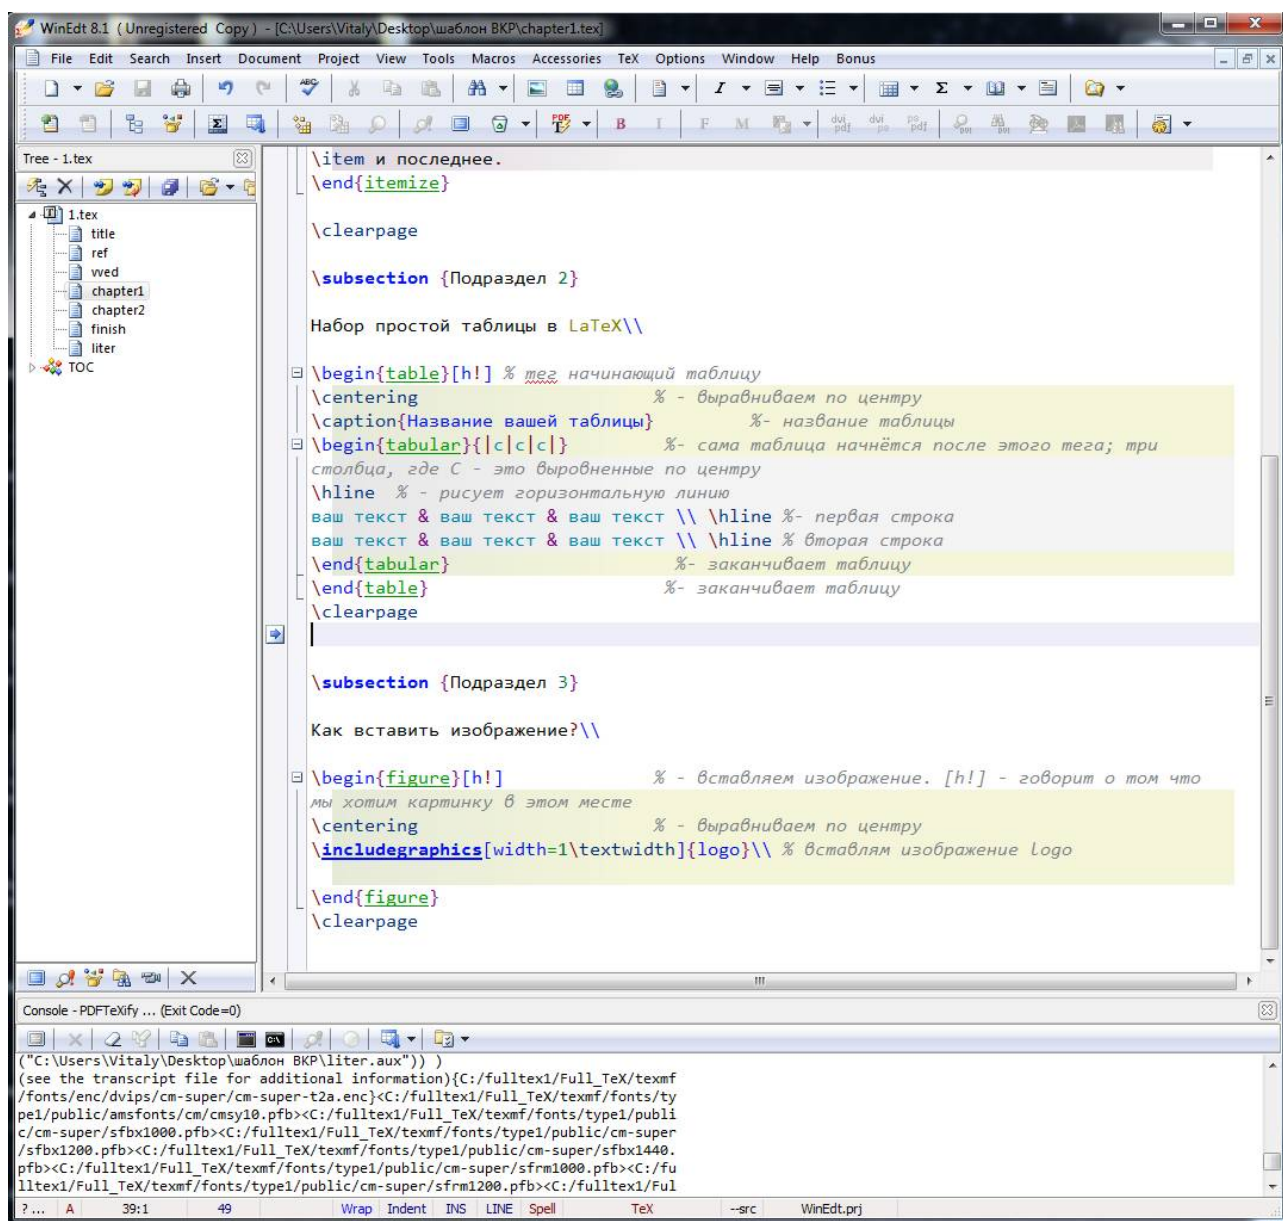 WinEdt 8.1 (Unregistered Copy) - [C:\Users\Vitaly\Desktop\шаблон ВКР\chapter1.tex]
File Edit Search Insert Document Project View Tools Macros Accessories TeX Options Window Help Bonus
Tree - 1.tex
1.tex
title
ref
vved
chapter1
chapter2
finish
liter
TOC
\item и последнее.
\end{itemize}
\clearpage
\subsection {Подраздел 2}
Набор простой таблицы в LaTeX\\
\begin{table}[h!] % тег начинающий таблицу
\centering % - выравниваем по центру
\caption{Название вашей таблицы} %- название таблицы
\begin{tabular}{|c|c|c|} %- сама таблица начнётся после этого тега; три
столбца, где С - это выровненные по центру
\hline % - рисует горизонтальную линию
ваш текст & ваш текст & ваш текст \\ \hline %- первая строка
ваш текст & ваш текст & ваш текст \\ \hline % вторая строка
\end{tabular} %- заканчивает таблицу
\end{table} %- заканчивает таблицу
\clearpage
\subsection {Подраздел 3}
Как вставить изображение?\\
\begin{figure}[h!] % - вставляем изображение. [h!] - говорит о том что
мы хотим картинку в этом месте
\centering % - выравниваем по центру
\includegraphics[width=1\textwidth]{logo}\\ % вставлям изображение logo
\end{figure}
\clearpage
Console - PDFTeXify ... (Exit Code=0)
("C:\Users\Vitaly\Desktop\шаблон ВКР\liter.aux")) )
(see the transcript file for additional information){C:/fulltex1/Full_TeX/texmf
/fonts/enc/dvips/cm-super/cm-super-t2a.enc}<C:/fulltex1/Full_TeX/texmf/fonts/ty
pe1/public/amsfonts/cm/cmsy10.pfb><C:/fulltex1/Full_TeX/texmf/fonts/type1/publi
c/cm-super/sfbx1000.pfb><C:/fulltex1/Full_TeX/texmf/fonts/type1/public/cm-super
/sfbx1200.pfb><C:/fulltex1/Full_TeX/texmf/fonts/type1/public/cm-super/sfbx1440.
pfb><C:/fulltex1/Full_TeX/texmf/fonts/type1/public/cm-super/sfrm1000.pfb><C:/fu
lltex1/Full_TeX/texmf/fonts/type1/public/cm-super/sfrm1200.pfb><C:/fulltex1/Ful
? ... A 39:1 49 Wrap Indent INS LINE Spell TeX --src WinEdt.prj